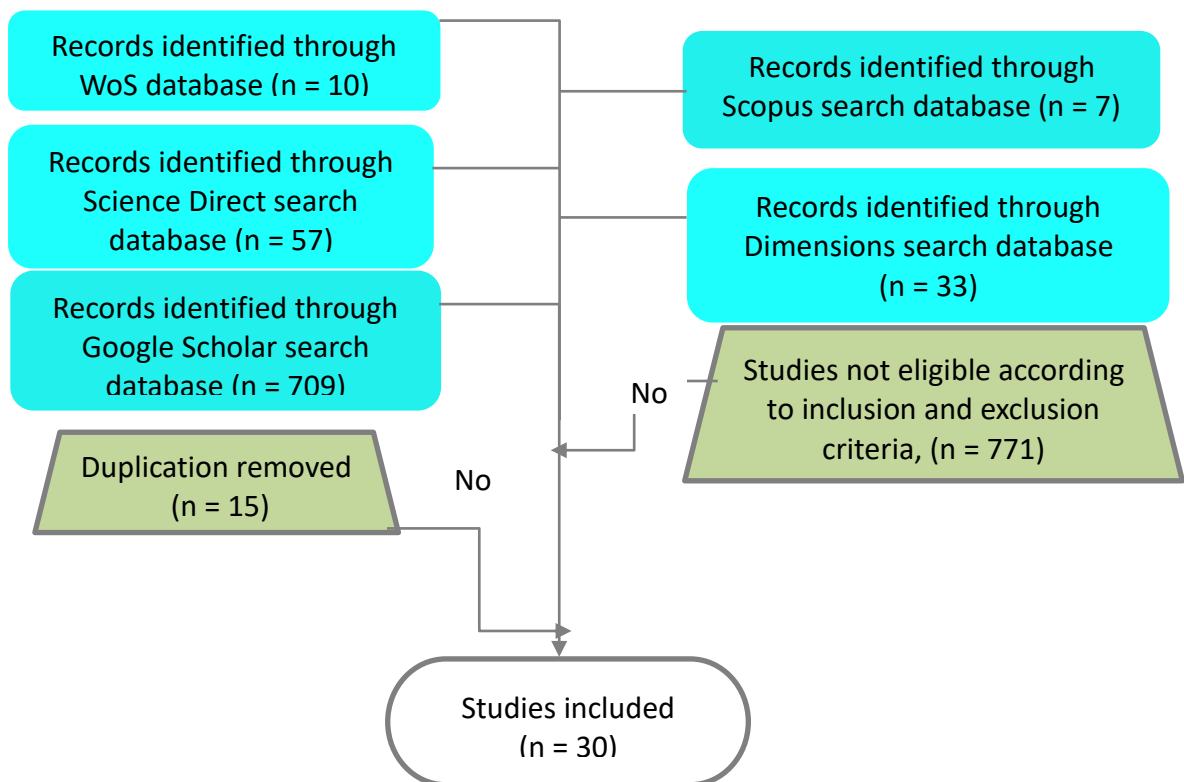 Records identified through
WoS database (n = 10)
Records identified through
Scopus search database (n = 7)
Records identified through
Science Direct search
database (n = 57)
Records identified through
Dimensions search database
(n = 33)
Records identified through
Google Scholar search
database (n = 709)
Studies not eligible according
to inclusion and exclusion
criteria, (n = 771)
No
Duplication removed
(n = 15)
No
Studies included
(n = 30)